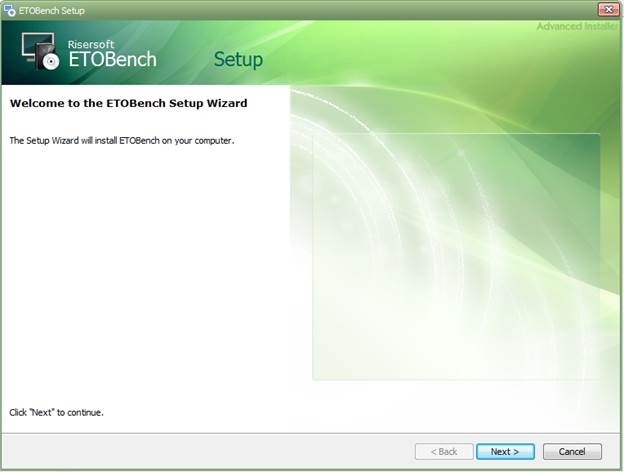 ETOBench Setup
Advanced Installer
Risersoft
ETOBench Setup
Welcome to the ETOBench Setup Wizard
The Setup Wizard will install ETOBench on your computer.
Click "Next" to continue.
< Back Next > Cancel